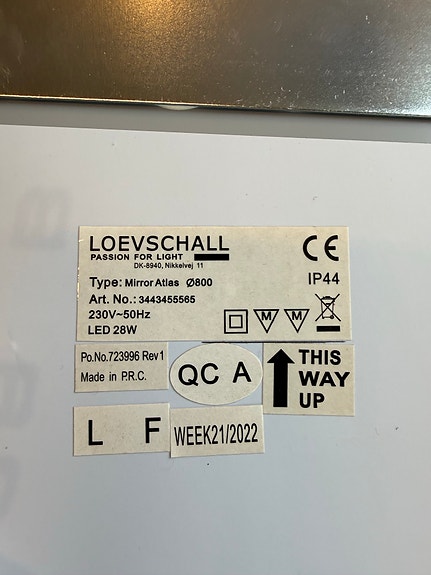 LOEVSCHALL
PASSION FOR LIGHT
DK-8940, Nikkelvej 11
Type: Mirror Atlas Ø800
Art. No.: 3443455565
230V~50Hz
LED 28W
CE
IP44
M M
Po.No.723996 Rev1
Made in P.R.C.
QC A
THIS
WAY
UP
L F
WEEK21/2022